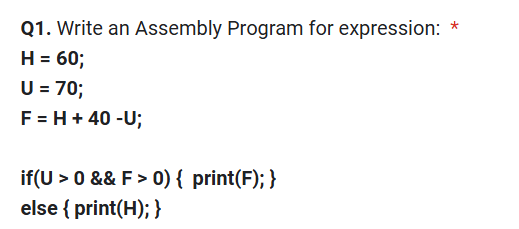 Q1. Write an Assembly Program for expression: *
H = 60;
U = 70;
F = H + 40 -U;
if(U > 0 && F > 0) { print(F); }
else { print(H); }